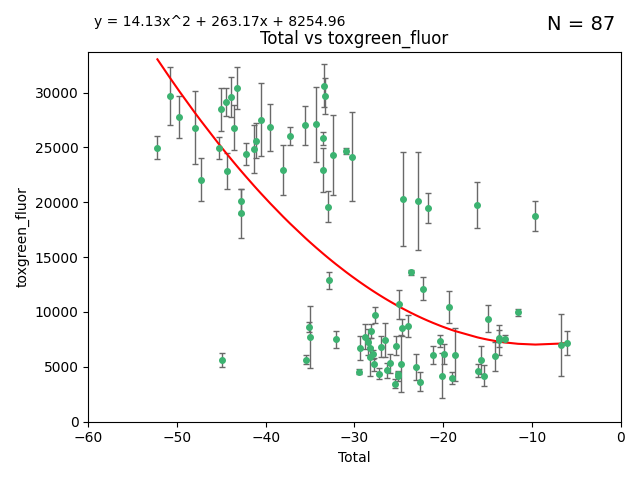 y = 14.13x^2 + 263.17x + 8254.96
N = 87
Total vs toxgreen_fluor
toxgreen_fluor
30000
25000
20000
15000
10000
5000
0
−60
−50
−40
−30
−20
−10
0
Total